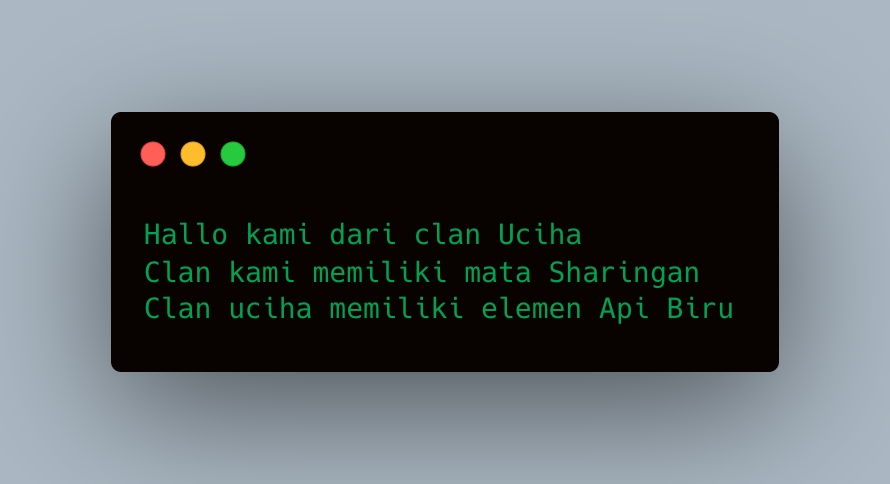 Hallo kami dari clan Uciha
Clan kami memiliki mata Sharingan
Clan uciha memiliki elemen Api Biru